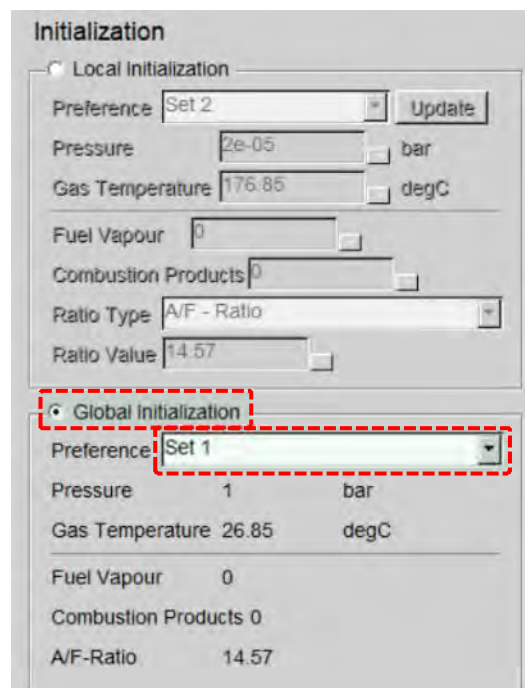 Initialization
Local Initialization
Preference Set 2 Update
Pressure 2e-05 bar
Gas Temperature 176.85 degC
Fuel Vapour 0
Combustion Products 0
Ratio Type A/F - Ratio
Ratio Value 14.57
Global Initialization
Preference Set 1
Pressure 1 bar
Gas Temperature 26.85 degC
Fuel Vapour 0
Combustion Products 0
A/F-Ratio 14.57